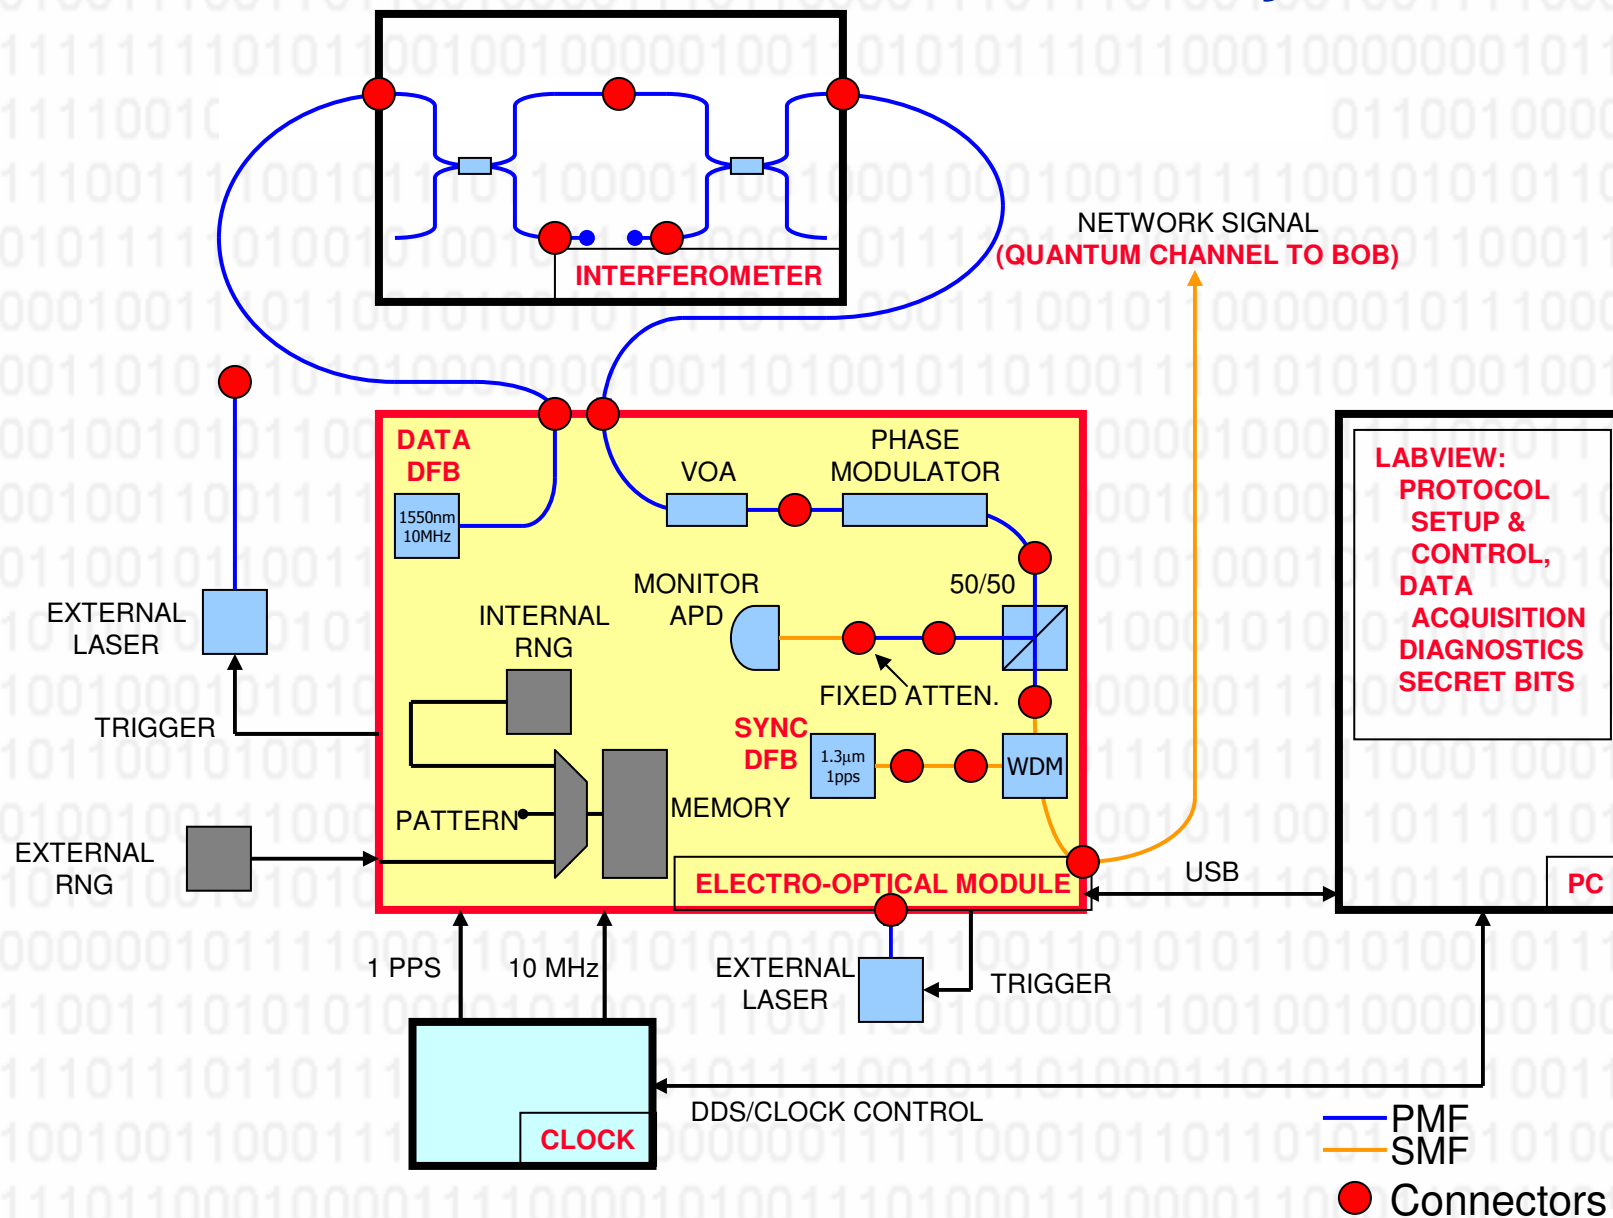 INTERFEROMETER
NETWORK SIGNAL
(QUANTUM CHANNEL TO BOB)
DATA
DFB
1550nm
10MHz
VOA
PHASE
MODULATOR
LABVIEW:
PROTOCOL
SETUP &
CONTROL,
DATA
ACQUISITION
DIAGNOSTICS
SECRET BITS
EXTERNAL
LASER
INTERNAL
RNG
MONITOR
APD
50/50
FIXED ATTEN.
TRIGGER
SYNC
DFB
1.3µm
1pps
WDM
PATTERN
MEMORY
EXTERNAL
RNG
ELECTRO-OPTICAL MODULE
USB
PC
1 PPS
10 MHz
EXTERNAL
LASER
TRIGGER
CLOCK
DDS/CLOCK CONTROL
PMF
SMF
Connectors